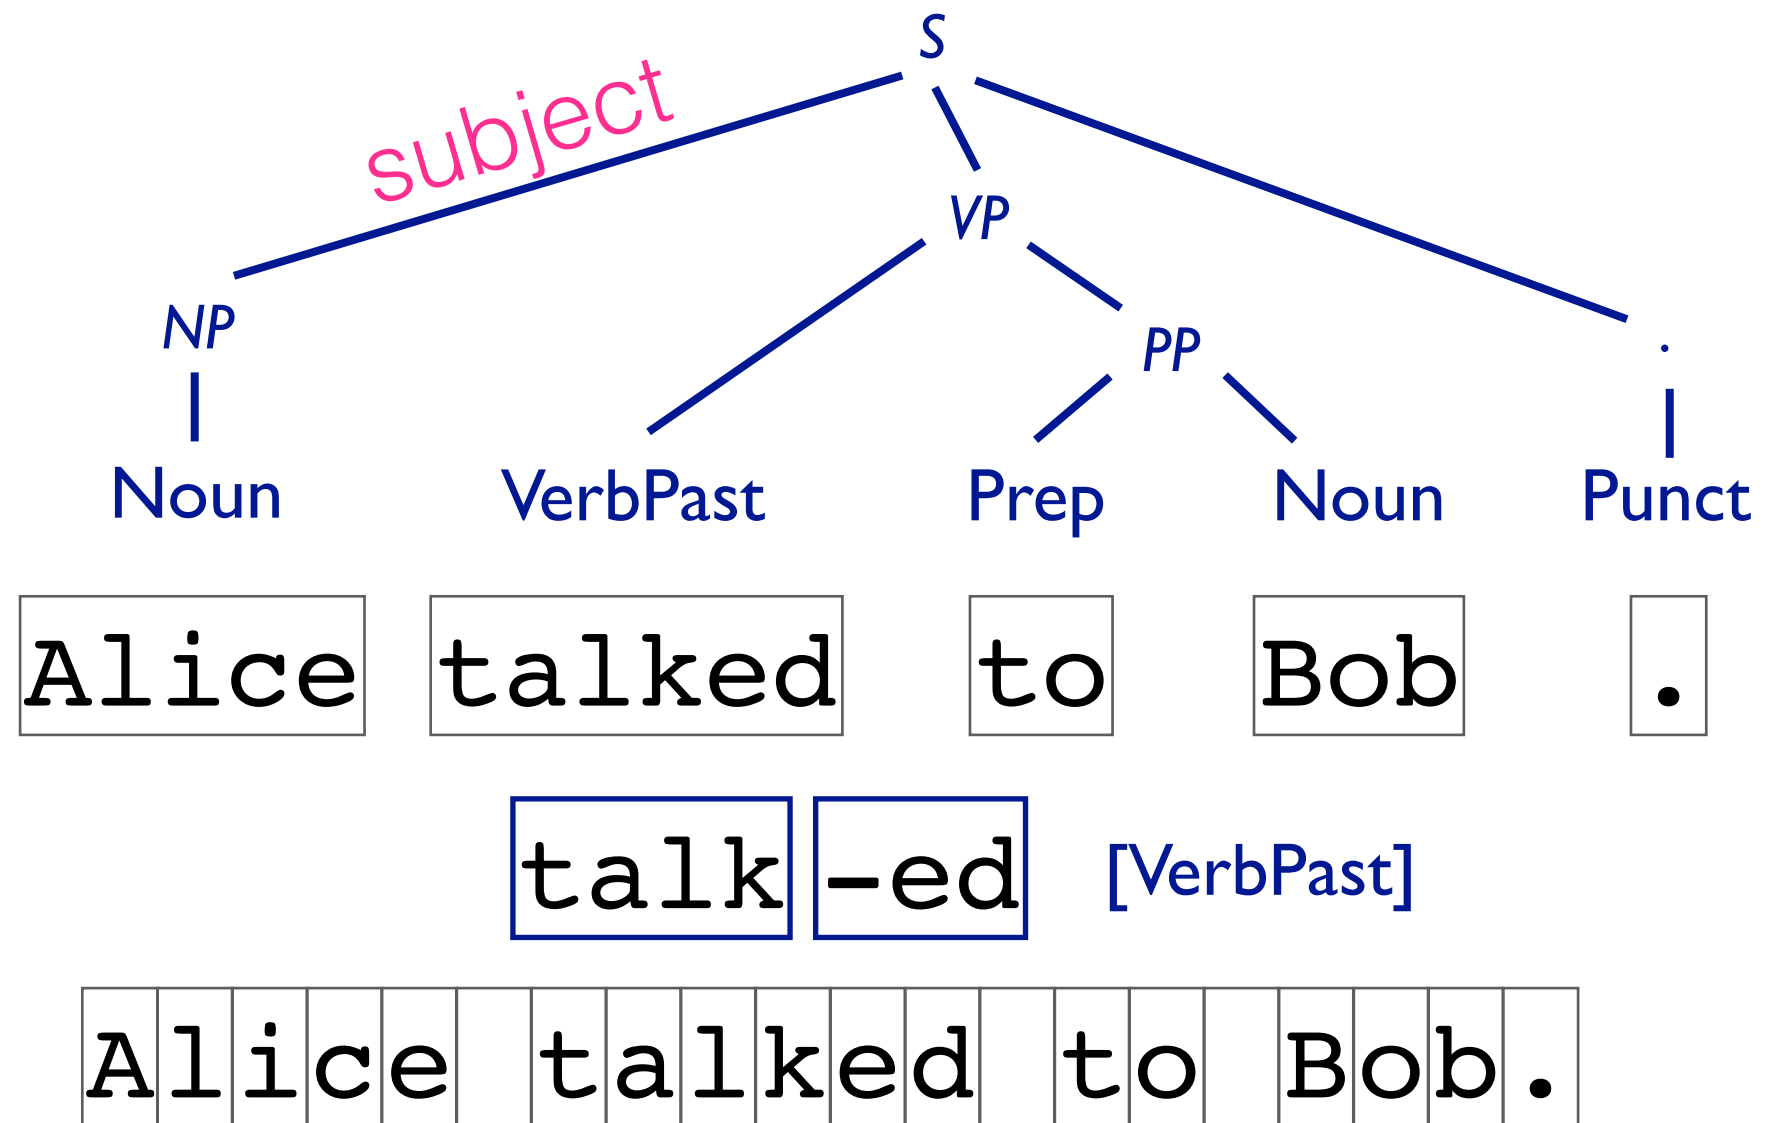 S
subject
VP
NP
PP
.
Noun VerbPast Prep Noun Punct
Alice talked to Bob .
talk -ed [VerbPast]
Alice talked to Bob.